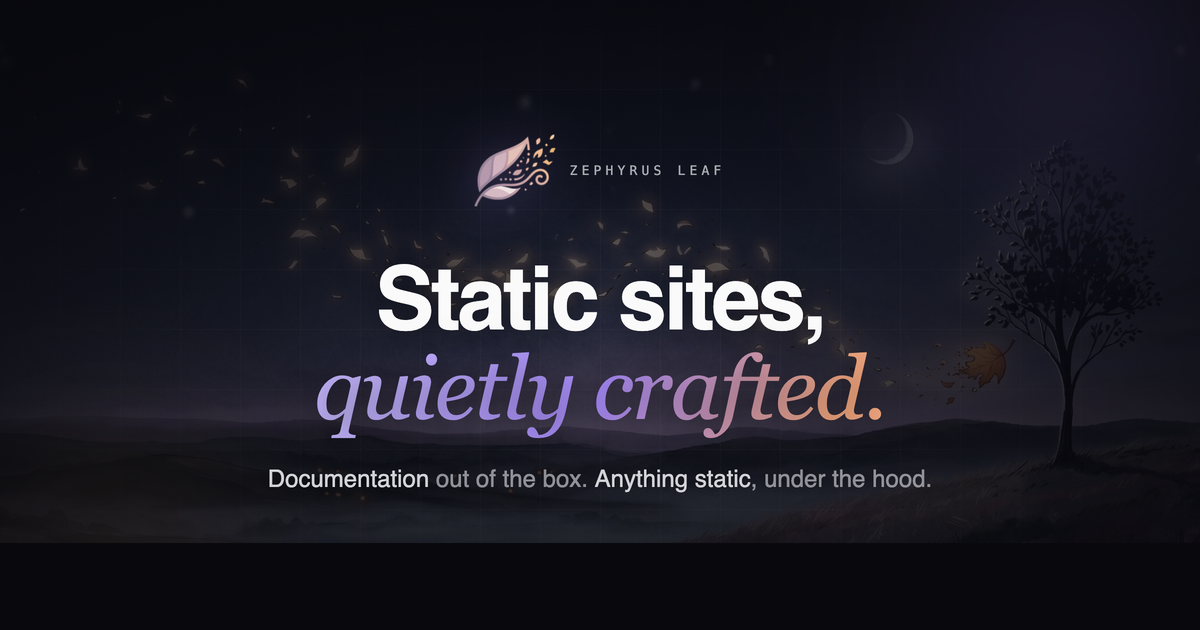 ZEPHYRUS LEAF
Static sites,
quietly crafted.
Documentation out of the box. Anything static, under the hood.